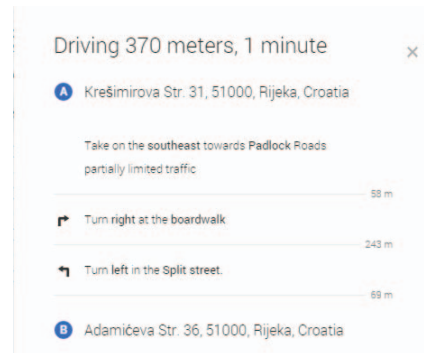 Driving 370 meters, 1 minute
A Krešimirova Str. 31, 51000, Rijeka, Croatia
Take on the southeast towards Padlock Roads
partially limited traffic
58 m
Turn right at the boardwalk
243 m
Turn left in the Split street.
69 m
B Adamićeva Str. 36, 51000, Rijeka, Croatia